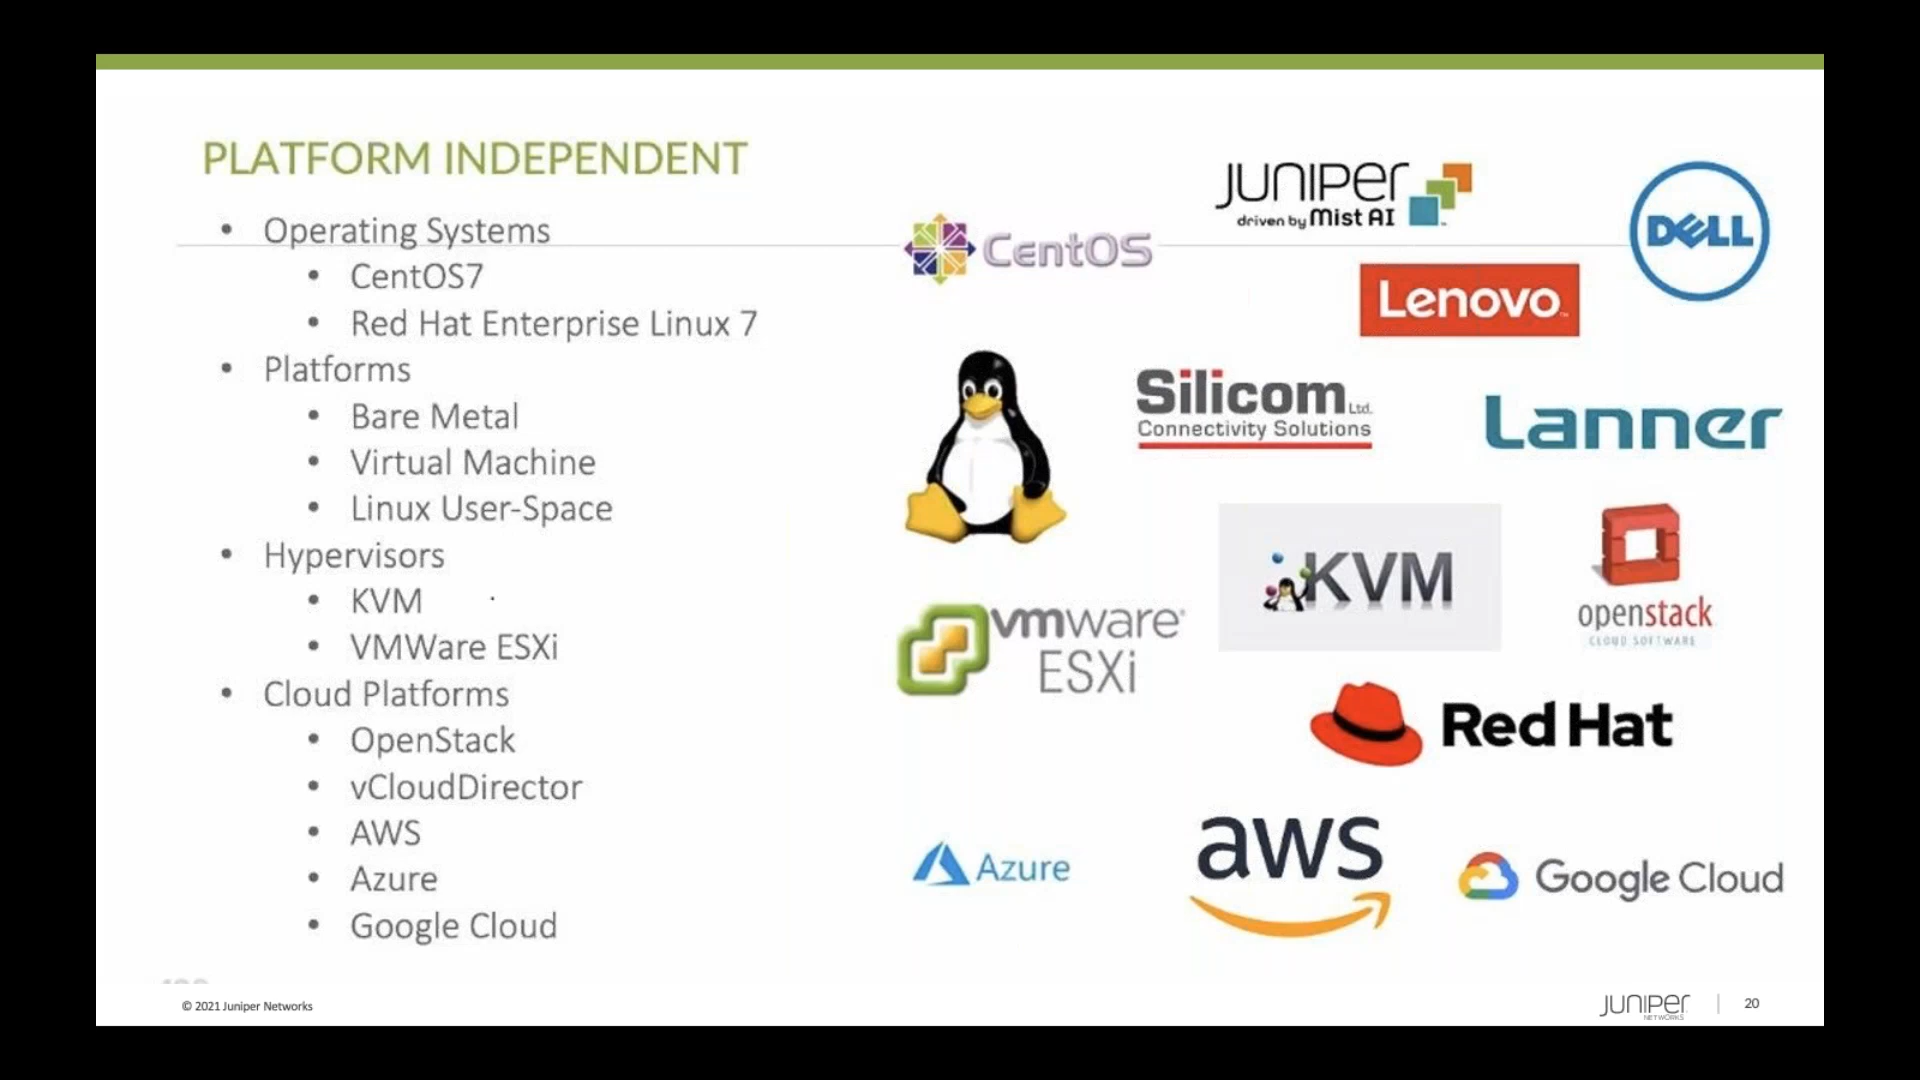 PLATFORM INDEPENDENT
• Operating Systems
• CentOS7
• Red Hat Enterprise Linux 7
• Platforms
• Bare Metal
• Virtual Machine
• Linux User-Space
• Hypervisors
• KVM
• VMWare ESXi
• Cloud Platforms
• OpenStack
• vCloudDirector
• AWS
• Azure
• Google Cloud
CentOS
Juniper
driven by Mist AI
DELL
Lenovo
Silicom Ltd.
Connectivity Solutions
Lanner
KVM
openstack
CLOUD SOFTWARE
vmware
ESXi
Red Hat
Azure
aws
Google Cloud
© 2021 Juniper Networks
Juniper
NETWORKS
20